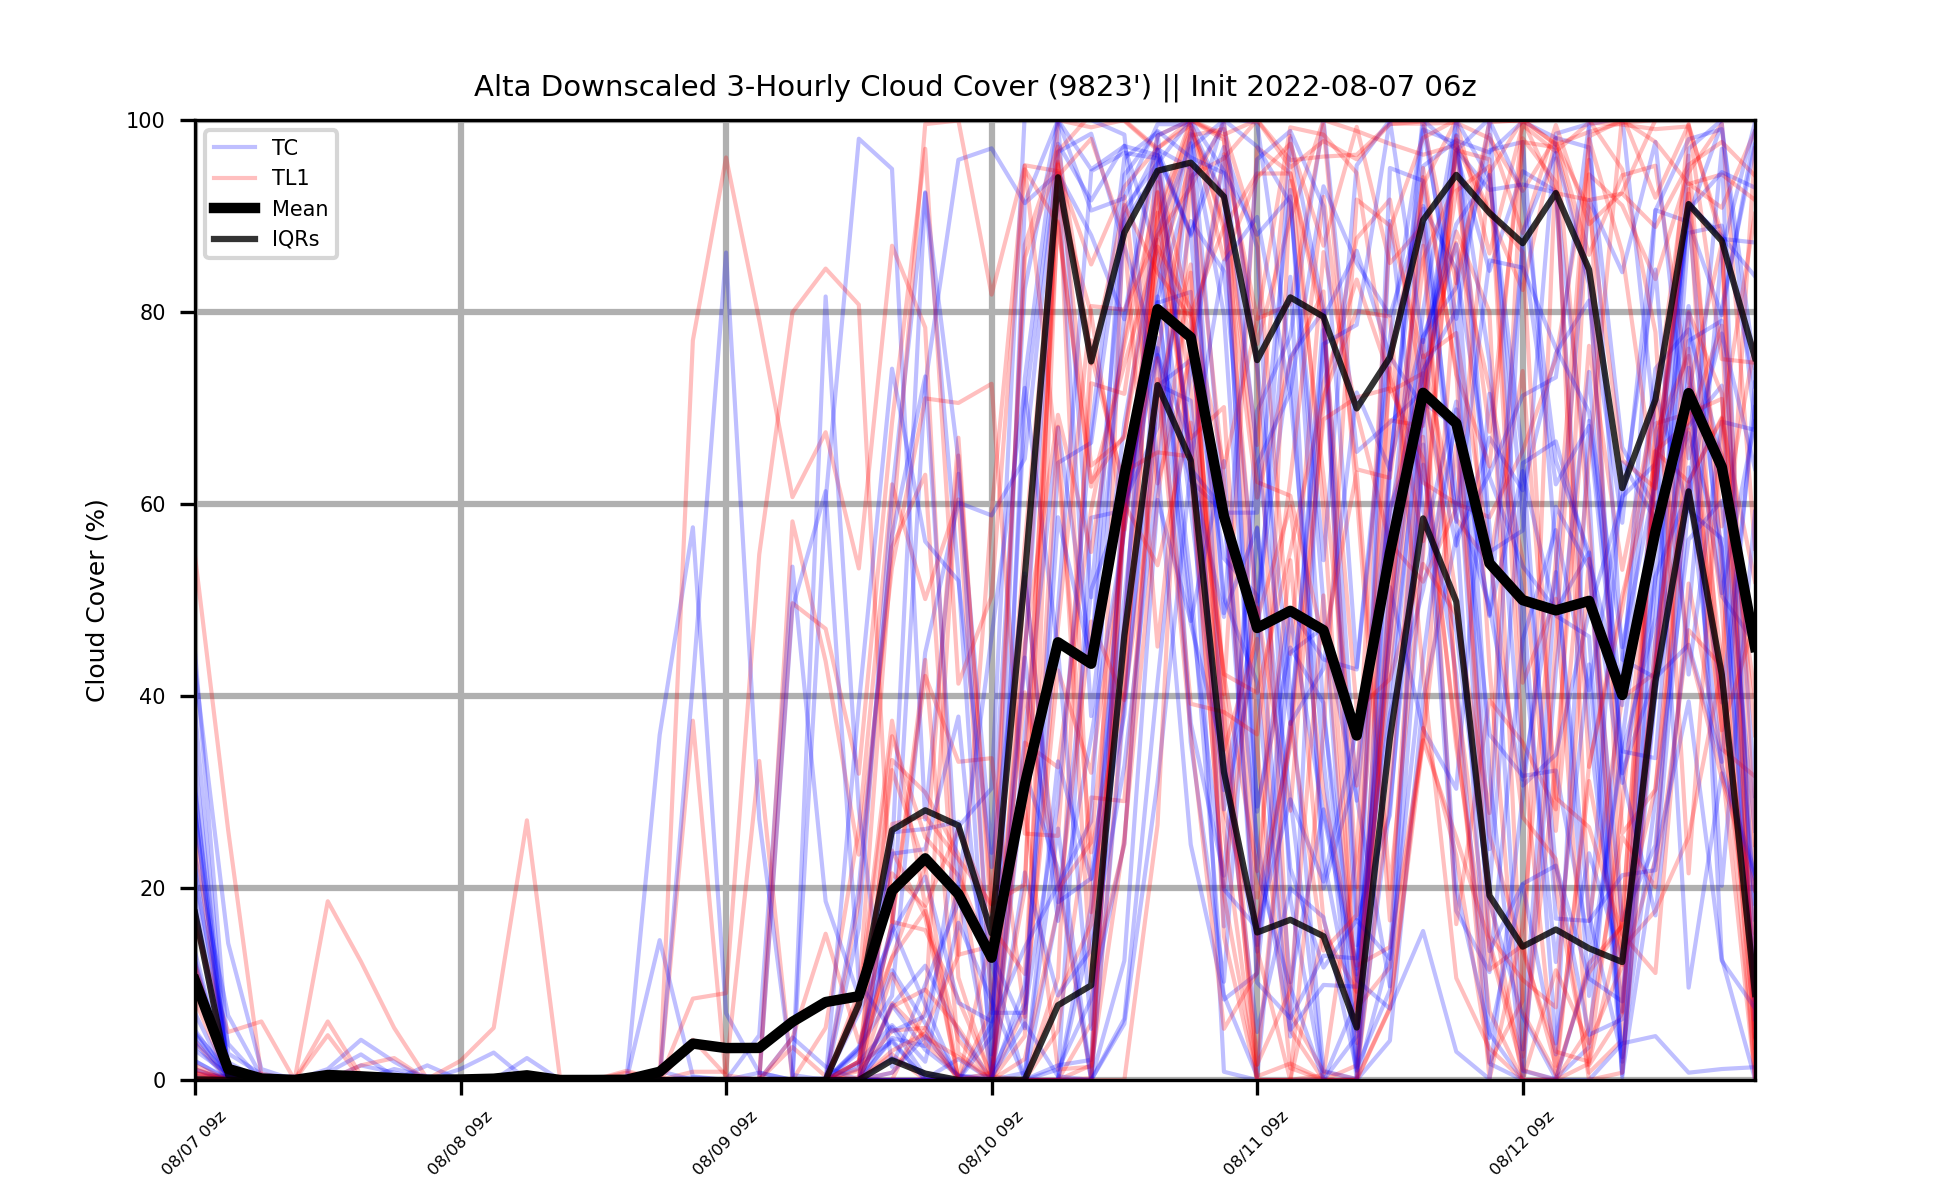 Alta Downscaled 3-Hourly Cloud Cover (9823') || Init 2022-08-07 06z
100
80
60
40
20
0
Cloud Cover (%)
TC
TL1
Mean
IQRs
08/07 09z
08/08 09z
08/09 09z
08/10 09z
08/11 09z
08/12 09z